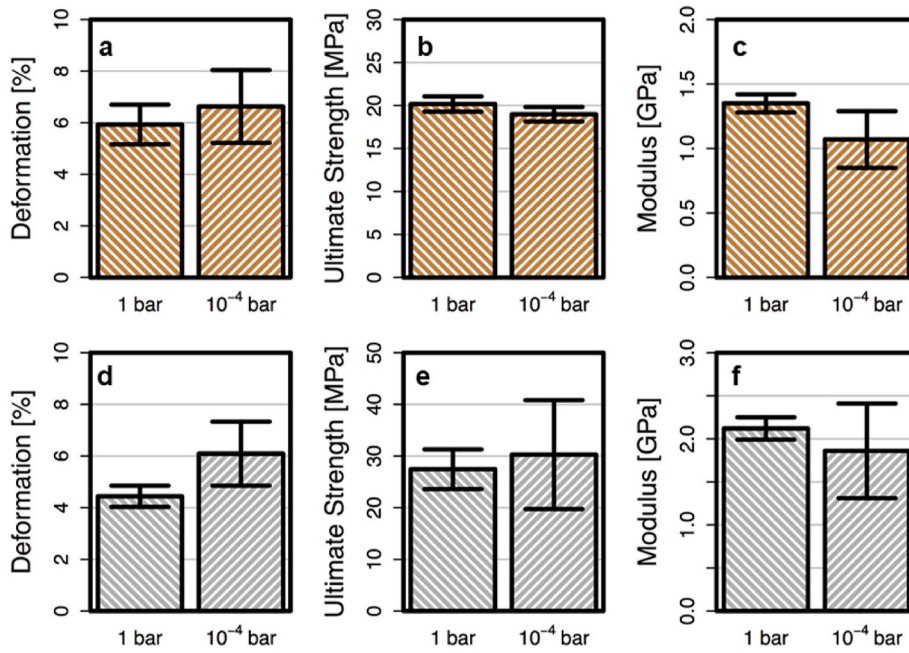 a
Deformation [%]
0
2
4
6
8
10
1 bar
10⁻⁴ bar
b
Ultimate Strength [MPa]
0
5
10
15
20
25
30
1 bar
10⁻⁴ bar
c
Modulus [GPa]
0.0
0.5
1.0
1.5
2.0
1 bar
10⁻⁴ bar
d
Deformation [%]
0
2
4
6
8
10
1 bar
10⁻⁴ bar
e
Ultimate Strength [MPa]
0
10
20
30
40
50
1 bar
10⁻⁴ bar
f
Modulus [GPa]
0.0
1.0
2.0
3.0
1 bar
10⁻⁴ bar